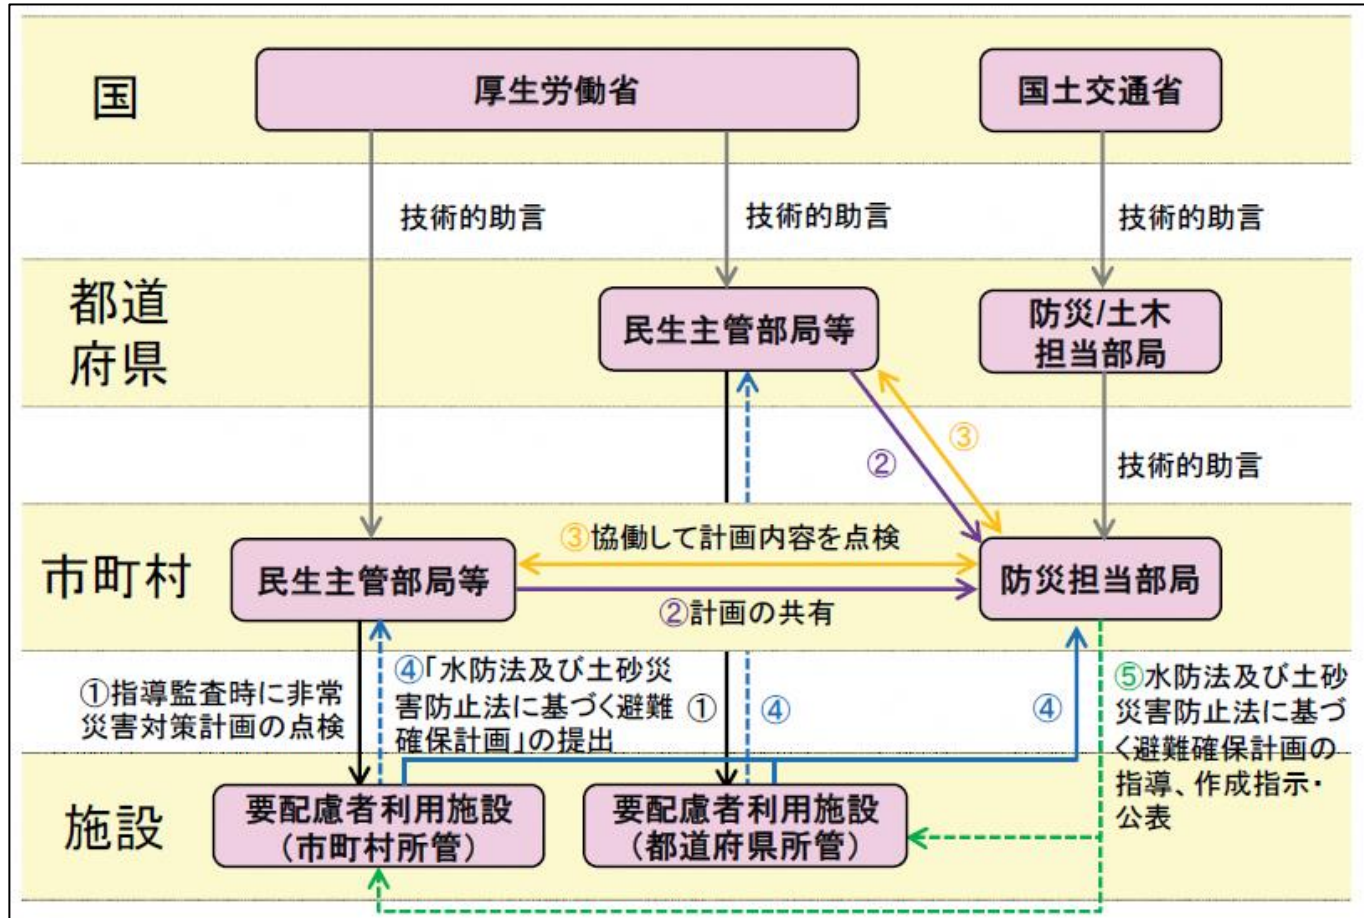 国
厚生労働省
国土交通省
技術的助言
技術的助言
技術的助言
都道
府県
民生主管部局等
防災/土木
担当部局
②
③
技術的助言
市町村
民生主管部局等
③協働して計画内容を点検
②計画の共有
防災担当部局
①指導監査時に非常
災害対策計画の点検
④「水防法及び土砂災
害防止法に基づく避難
確保計画」の提出
①
④
④
⑤水防法及び土砂
災害防止法に基づ
く避難確保計画の
指導、作成指示・
公表
施設
要配慮者利用施設
（市町村所管）
要配慮者利用施設
（都道府県所管）